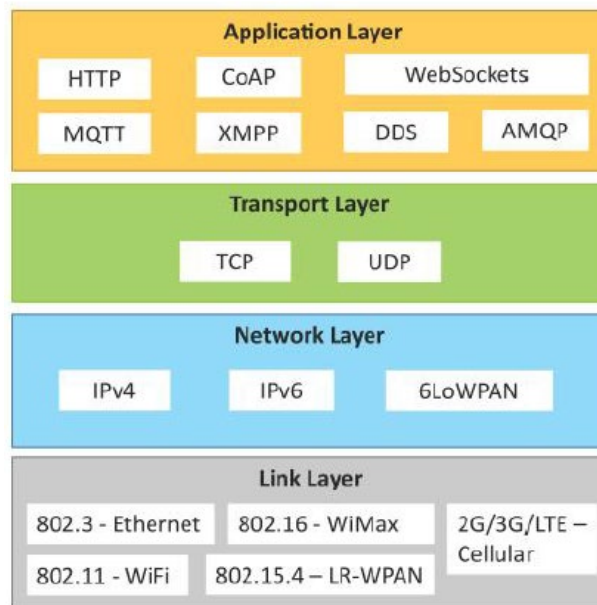 Application Layer
HTTP
CoAP
WebSockets
MQTT
XMPP
DDS
AMQP
Transport Layer
TCP
UDP
Network Layer
IPv4
IPv6
6LoWPAN
Link Layer
802.3 - Ethernet
802.16 - WiMax
2G/3G/LTE –
Cellular
802.11 - WiFi
802.15.4 – LR-WPAN